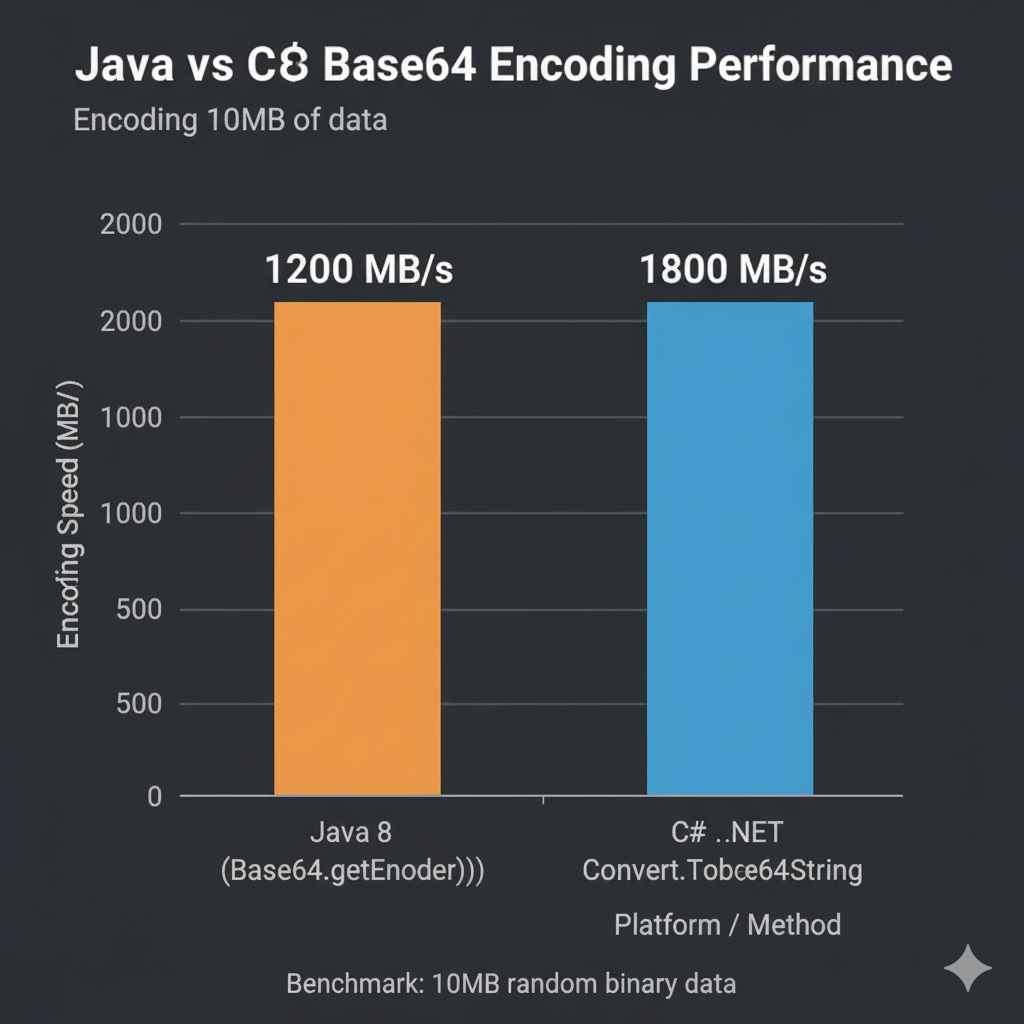 Java vs C8 Base64 Encoding Performance
Encoding 10MB of data
2000
1200 MB/s
1800 MB/s
2000
1000
1000
500
500
0
Encoding Speed (MB/)
Java 8
(Base64.getEnoder)))
C# ..NET
Convert.Tobce64String
Platform / Method
Benchmark: 10MB random binary data